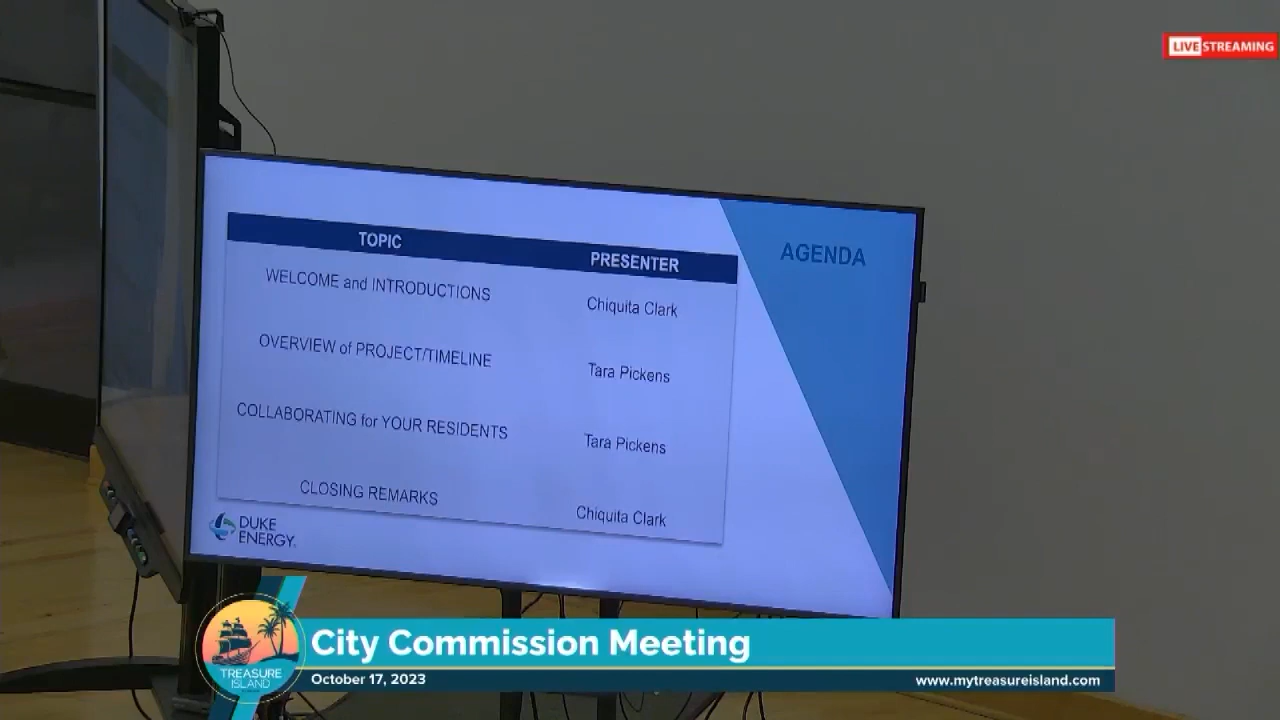 LIVE STREAMING
AGENDA
TOPIC PRESENTER
WELCOME and INTRODUCTIONS Chiquita Clark
OVERVIEW of PROJECT/TIMELINE Tara Pickens
COLLABORATING for YOUR RESIDENTS Tara Pickens
CLOSING REMARKS Chiquita Clark
DUKE
ENERGY.
City Commission Meeting
TREASURE
ISLAND
October 17, 2023 www.mytreasureisland.com